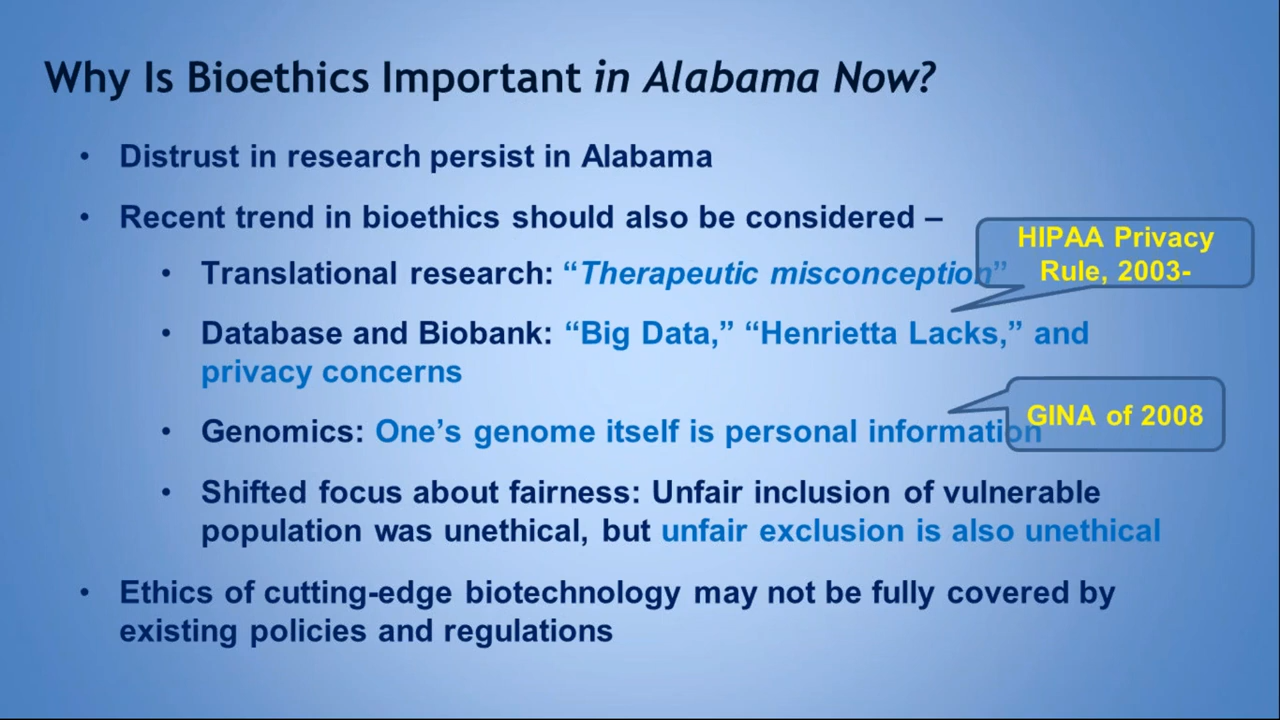 Why Is Bioethics Important in Alabama Now?
• Distrust in research persist in Alabama
• Recent trend in bioethics should also be considered –
• Translational research: “Therapeutic misconception”
HIPAA Privacy
Rule, 2003-
• Database and Biobank: “Big Data,” “Henrietta Lacks,” and
privacy concerns
• Genomics: One’s genome itself is personal information
GINA of 2008
• Shifted focus about fairness: Unfair inclusion of vulnerable
population was unethical, but unfair exclusion is also unethical
• Ethics of cutting-edge biotechnology may not be fully covered by
existing policies and regulations